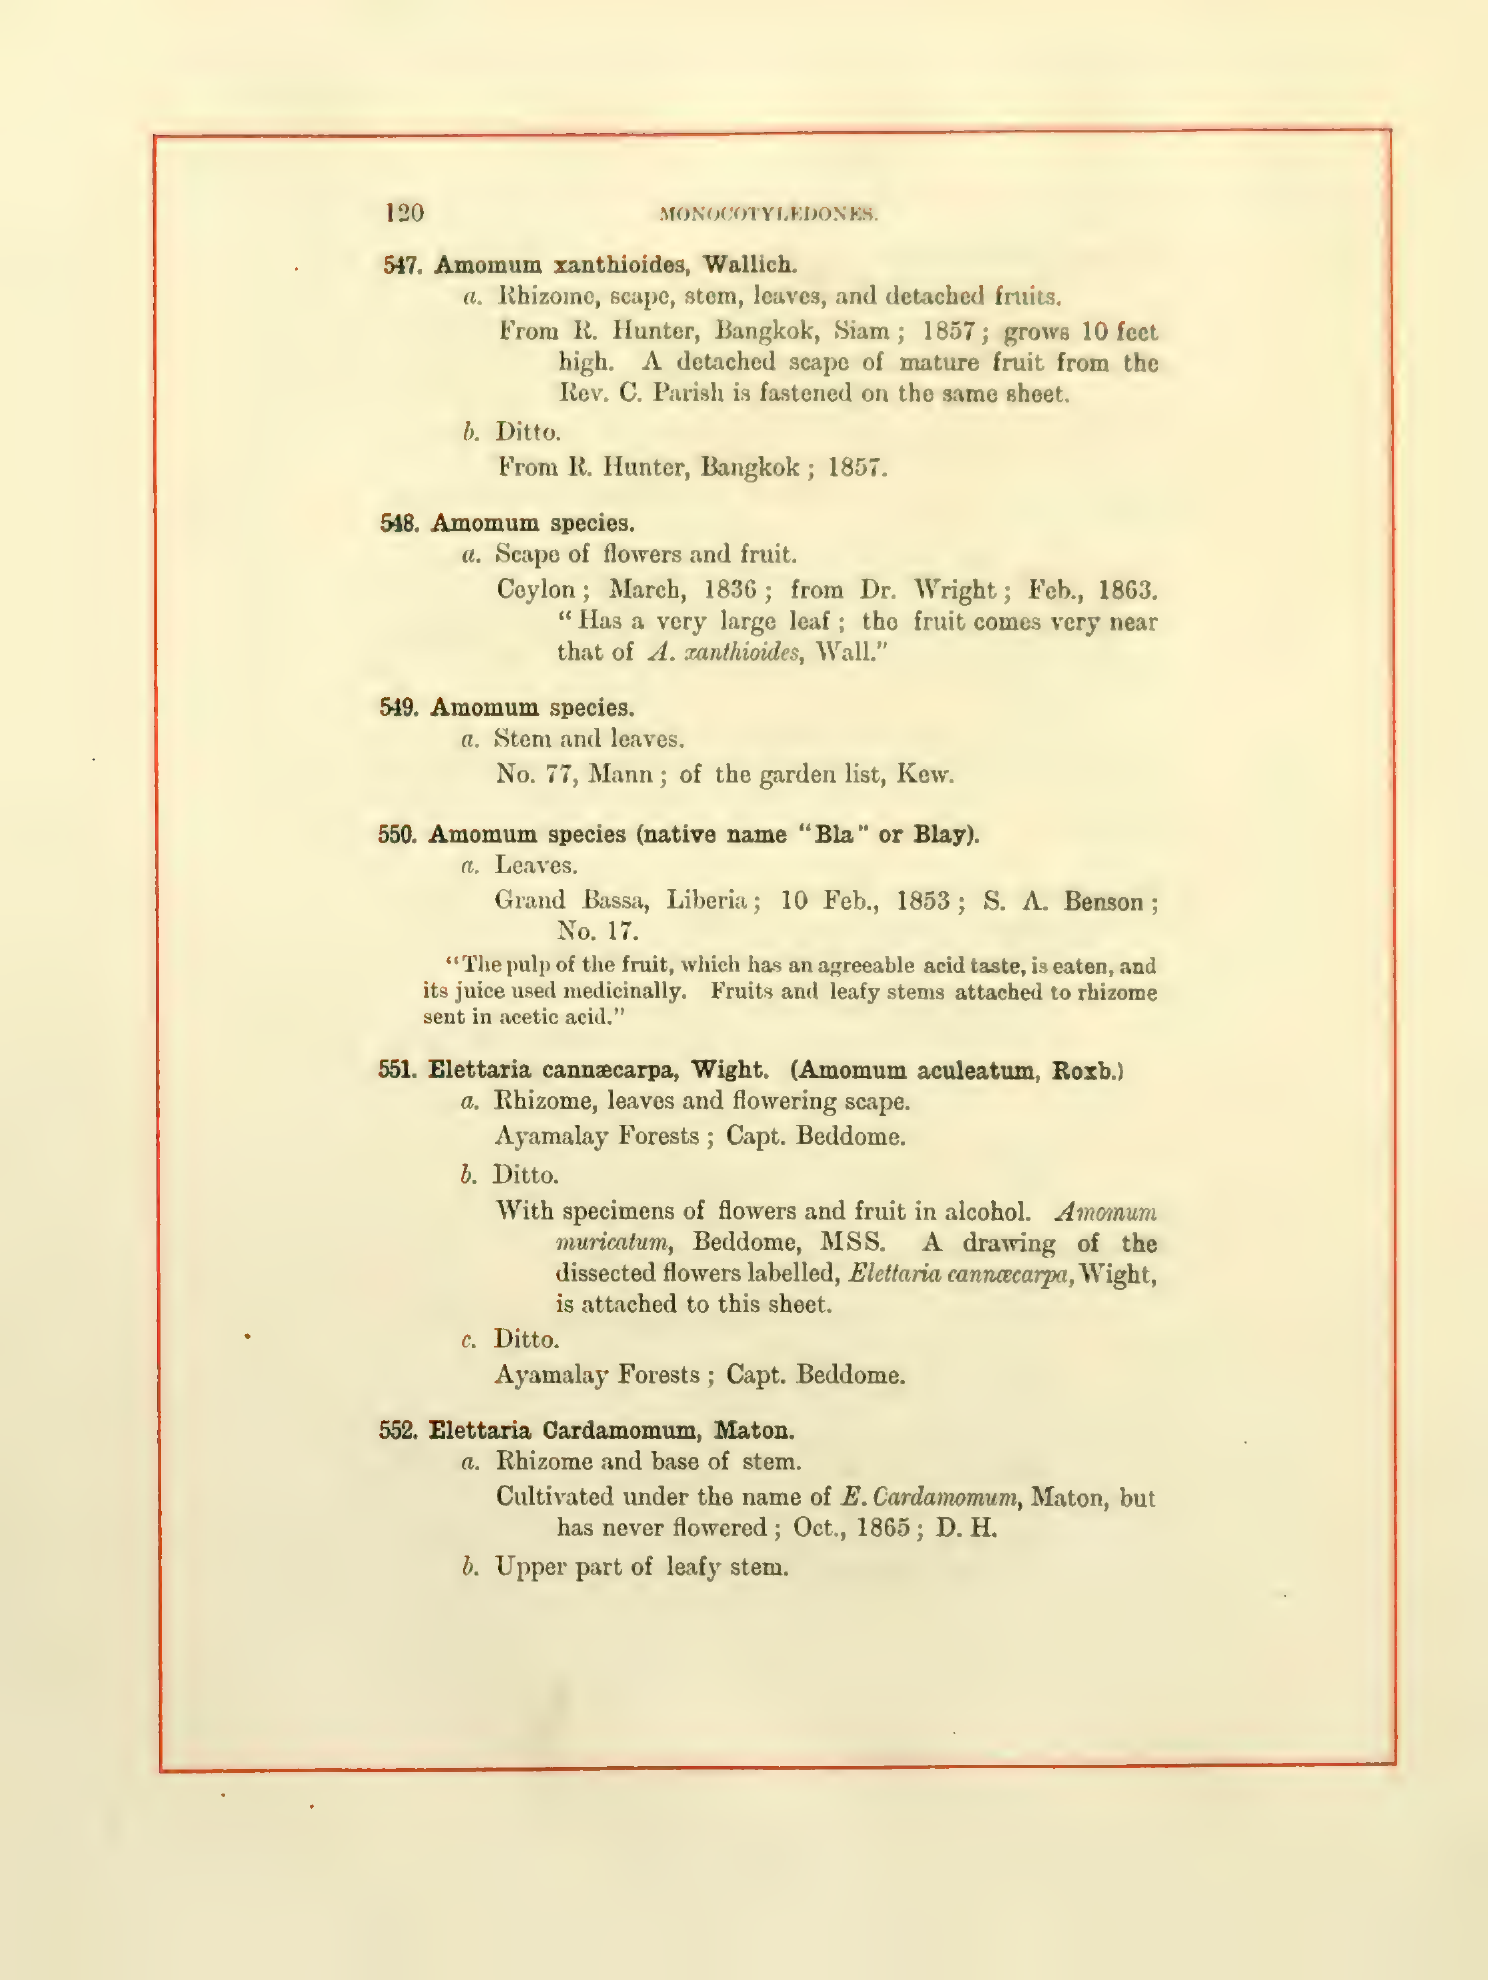 120 MONOCOTYLEDONES.
547. Amomum xanthioides, Wallich.
a. Rhizome, scape, stem, leaves, and detached fruits.
From R. Hunter, Bangkok, Siam ; 1857 ; grows 10 feet
high. A detached scape of mature fruit from the
Rev. C. Parish is fastened on the same sheet.
b. Ditto.
From R. Hunter, Bangkok ; 1857.
548. Amomum species.
a. Scape of flowers and fruit.
Ceylon ; March, 1836 ; from Dr. Wright ; Feb., 1863.
“Has a very large leaf ; the fruit comes very near
that of A. xanthioides, Wall.”
549. Amomum species.
a. Stem and leaves.
No. 77, Mann ; of the garden list, Kew.
550. Amomum species (native name “Bla” or Blay).
a. Leaves.
Grand Bassa, Liberia ; 10 Feb., 1853 ; S. A. Benson ;
No. 17.
“The pulp of the fruit, which has an agreeable acid taste, is eaten, and
its juice used medicinally. Fruits and leafy stems attached to rhizome
sent in acetic acid.”
551. Elettaria cannæcarpa, Wight. (Amomum aculeatum, Roxb.)
a. Rhizome, leaves and flowering scape.
Ayamalay Forests ; Capt. Beddome.
b. Ditto.
With specimens of flowers and fruit in alcohol. Amomum
muricatum, Beddome, MSS. A drawing of the
dissected flowers labelled, Elettaria cannæcarpa, Wight,
is attached to this sheet.
c. Ditto.
Ayamalay Forests ; Capt. Beddome.
552. Elettaria Cardamomum, Maton.
a. Rhizome and base of stem.
Cultivated under the name of E. Cardamomum, Maton, but
has never flowered ; Oct., 1865 ; D. H.
b. Upper part of leafy stem.